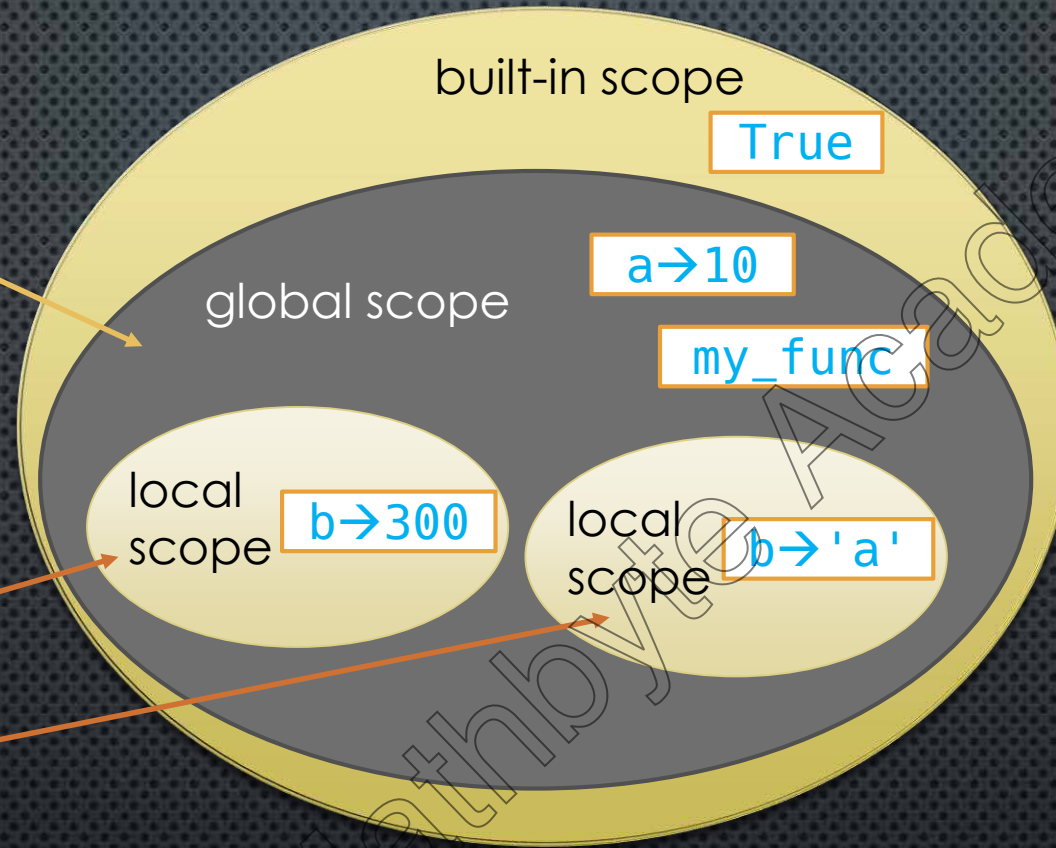 built-in scope
True
a→10
global scope
my_func
local
scope
b→300
local
scope
b→'a'